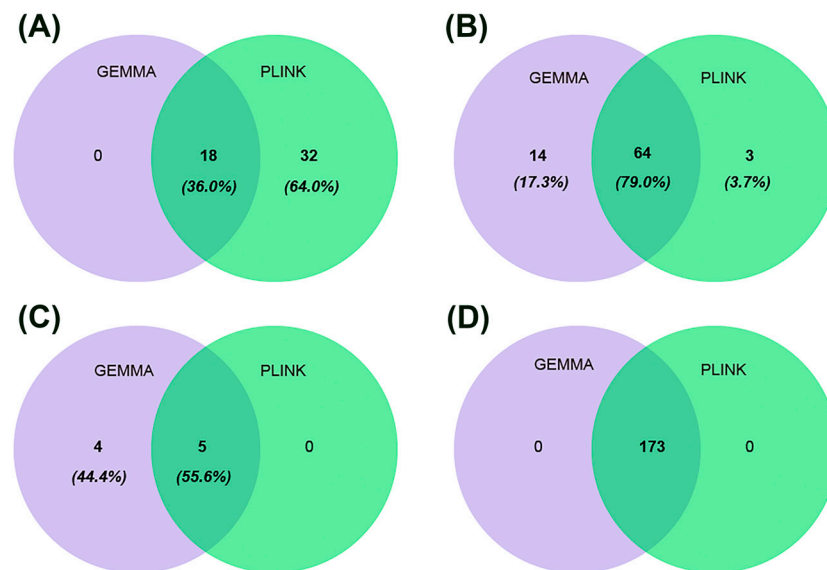 (A)
GEMMA
PLINK
0
18
32
(36.0%)
(64.0%)
(B)
GEMMA
PLINK
14
64
3
(17.3%)
(79.0%)
(3.7%)
(C)
GEMMA
PLINK
4
5
0
(44.4%)
(55.6%)
(D)
GEMMA
PLINK
0
173
0